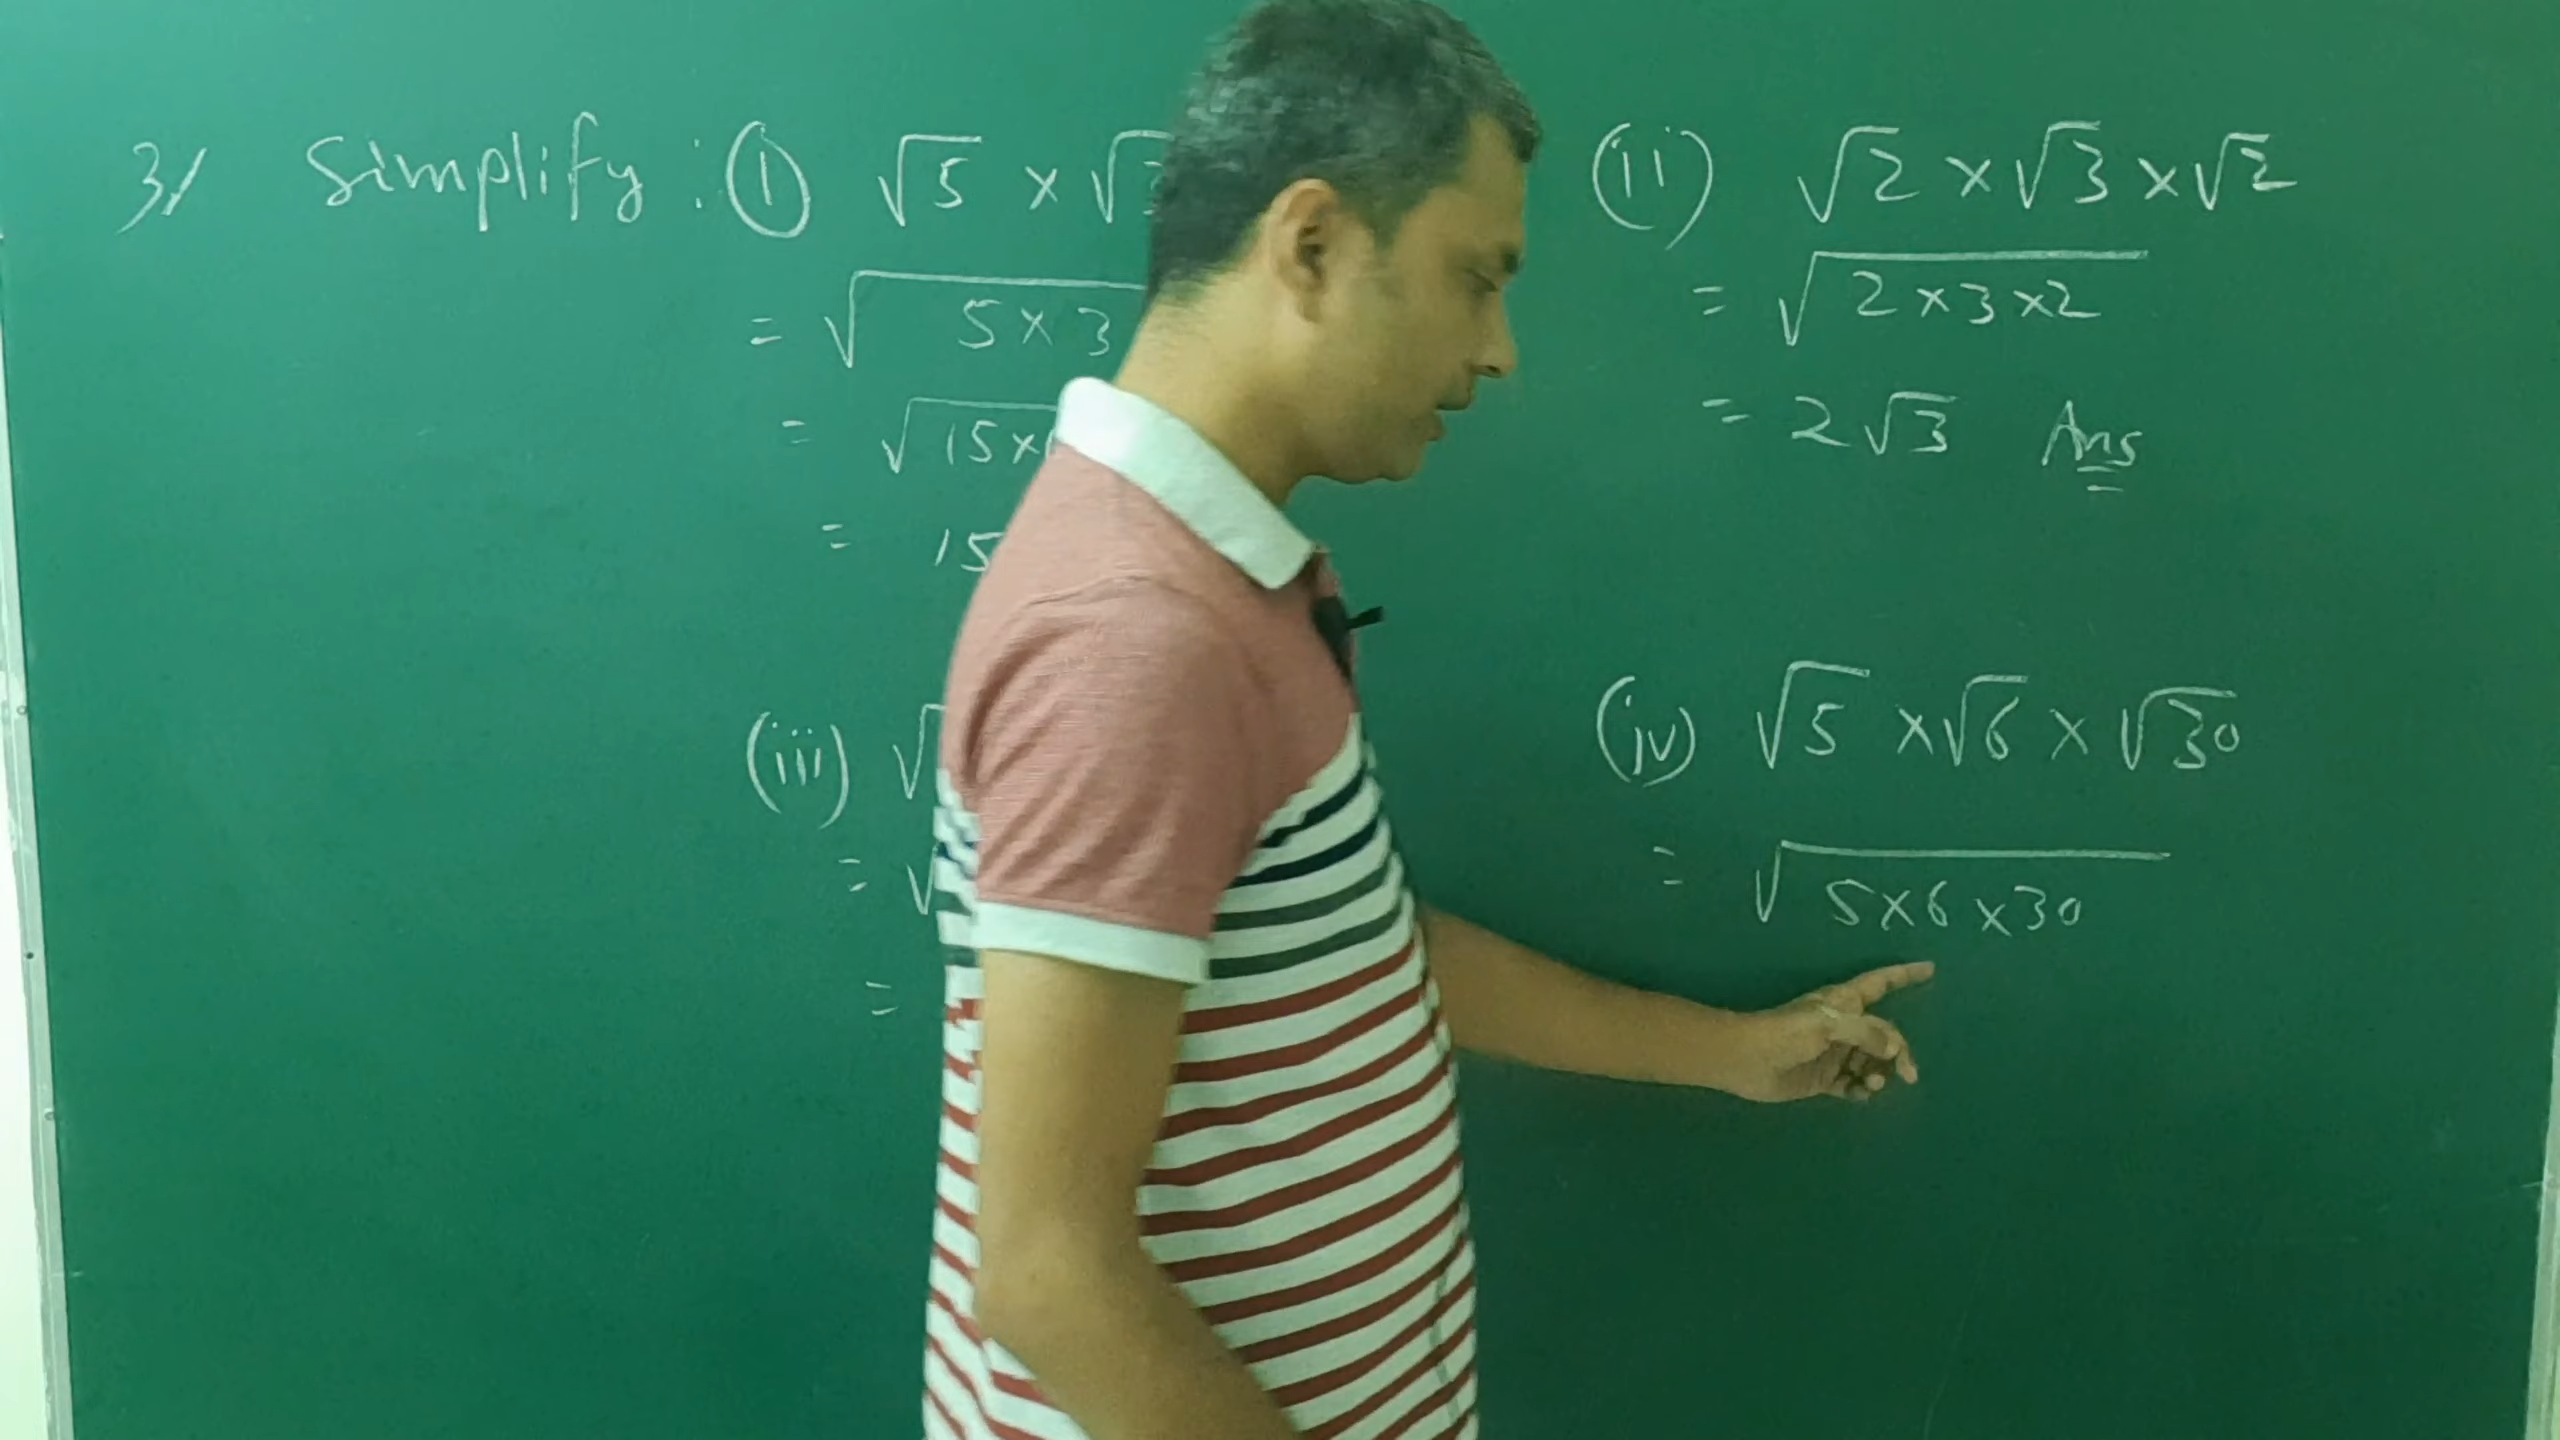 3/ Simplify : (i) √5 × √
= √5×3
= √15×
= 15
(ii) √2 × √3 × √2
= √2×3×2
= 2√3 Ans
(iii) √
= √
=
(iv) √5 × √6 × √30
= √5×6×30